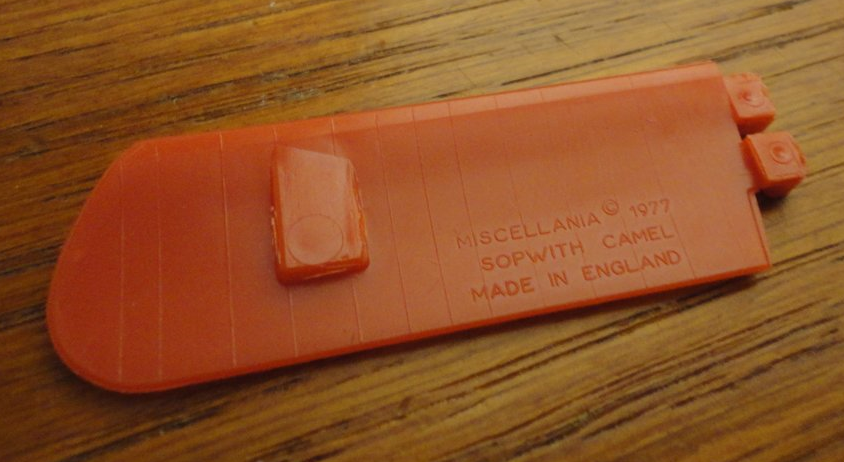 MISCELLANIA © 1977
SOPWITH CAMEL
MADE IN ENGLAND